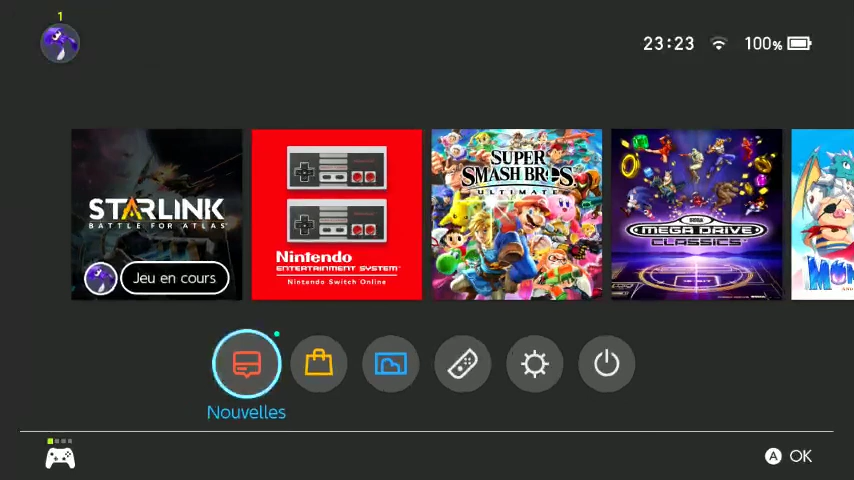 1
23:23 100%
STARLINK
BATTLE FOR ATLAS
Jeu en cours
Nintendo
ENTERTAINMENT SYSTEM™
Nintendo Switch Online
SUPER
SMASH BROS.
ULTIMATE
SEGA
MEGA DRIVE
CLASSICS
Nouvelles
A OK